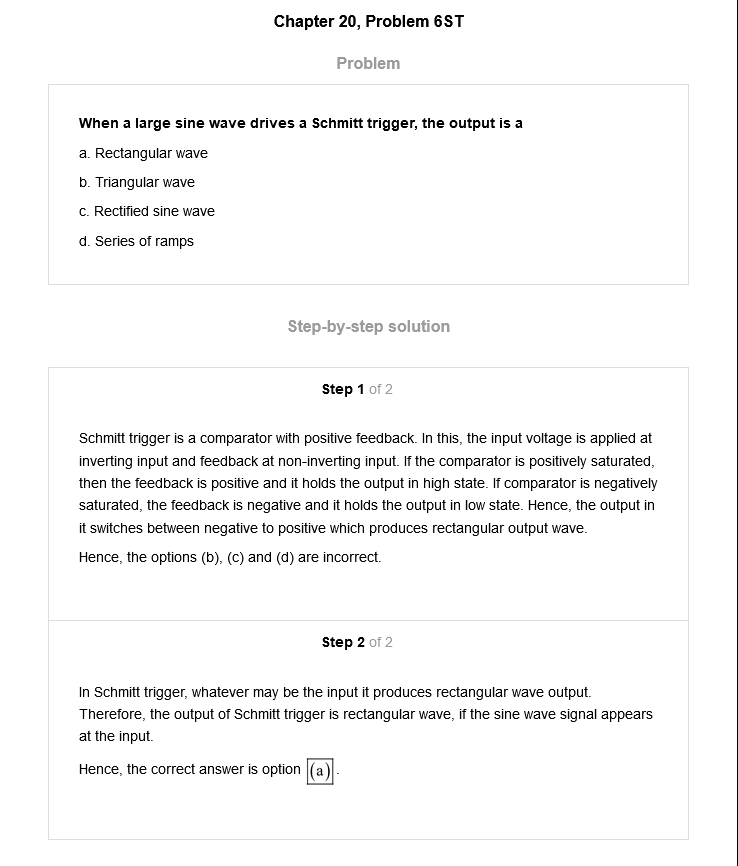 Chapter 20, Problem 6ST
Problem
When a large sine wave drives a Schmitt trigger, the output is a
a. Rectangular wave
b. Triangular wave
c. Rectified sine wave
d. Series of ramps
Step-by-step solution
Step 1 of 2
Schmitt trigger is a comparator with positive feedback. In this, the input voltage is applied at
inverting input and feedback at non-inverting input. If the comparator is positively saturated,
then the feedback is positive and it holds the output in high state. If comparator is negatively
saturated, the feedback is negative and it holds the output in low state. Hence, the output in
it switches between negative to positive which produces rectangular output wave.
Hence, the options (b), (c) and (d) are incorrect.
Step 2 of 2
In Schmitt trigger, whatever may be the input it produces rectangular wave output.
Therefore, the output of Schmitt trigger is rectangular wave, if the sine wave signal appears
at the input.
Hence, the correct answer is option (a).